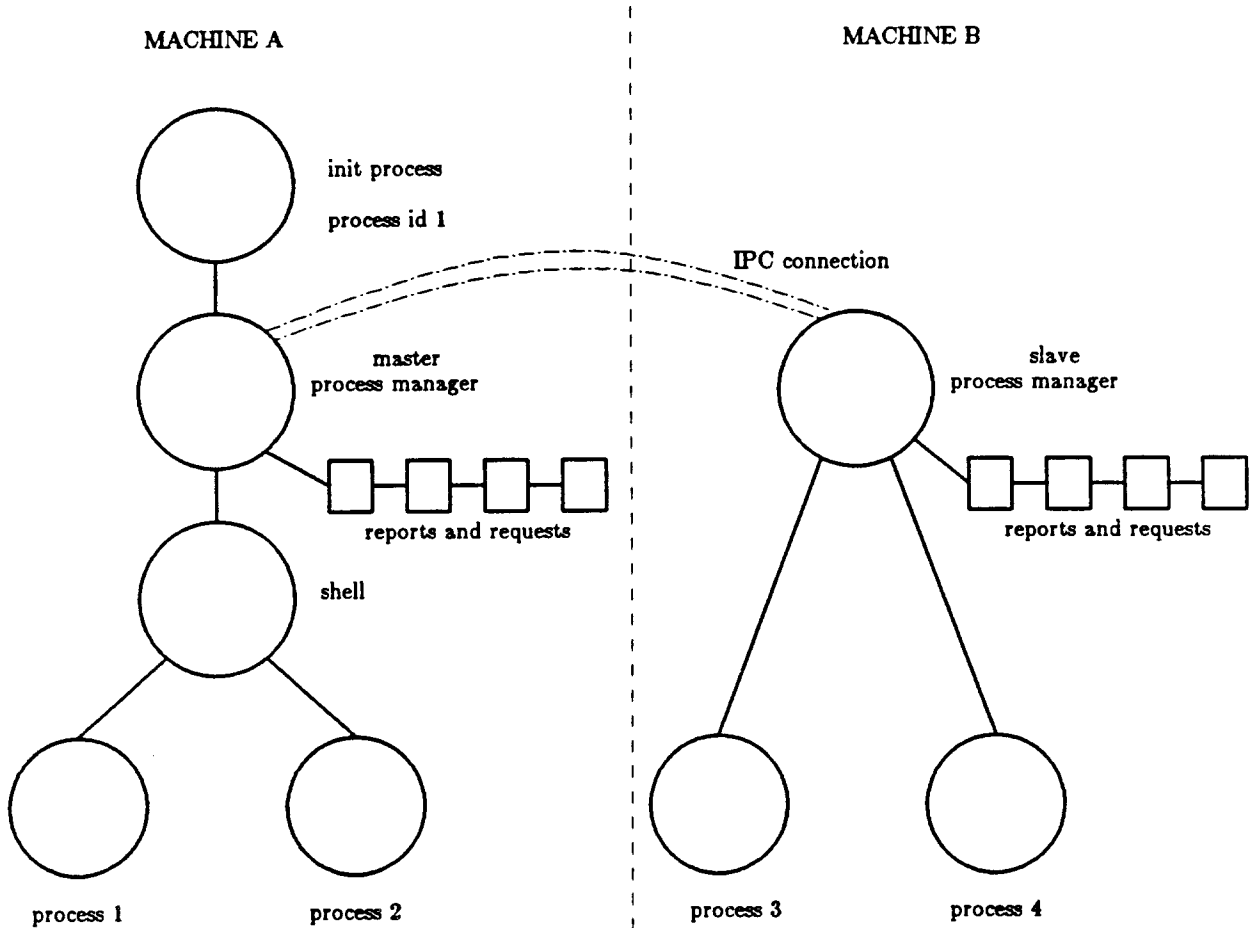 MACHINE A
MACHINE B
init process
process id 1
IPC connection
master
process manager
slave
process manager
reports and requests
reports and requests
shell
process 1
process 2
process 3
process 4